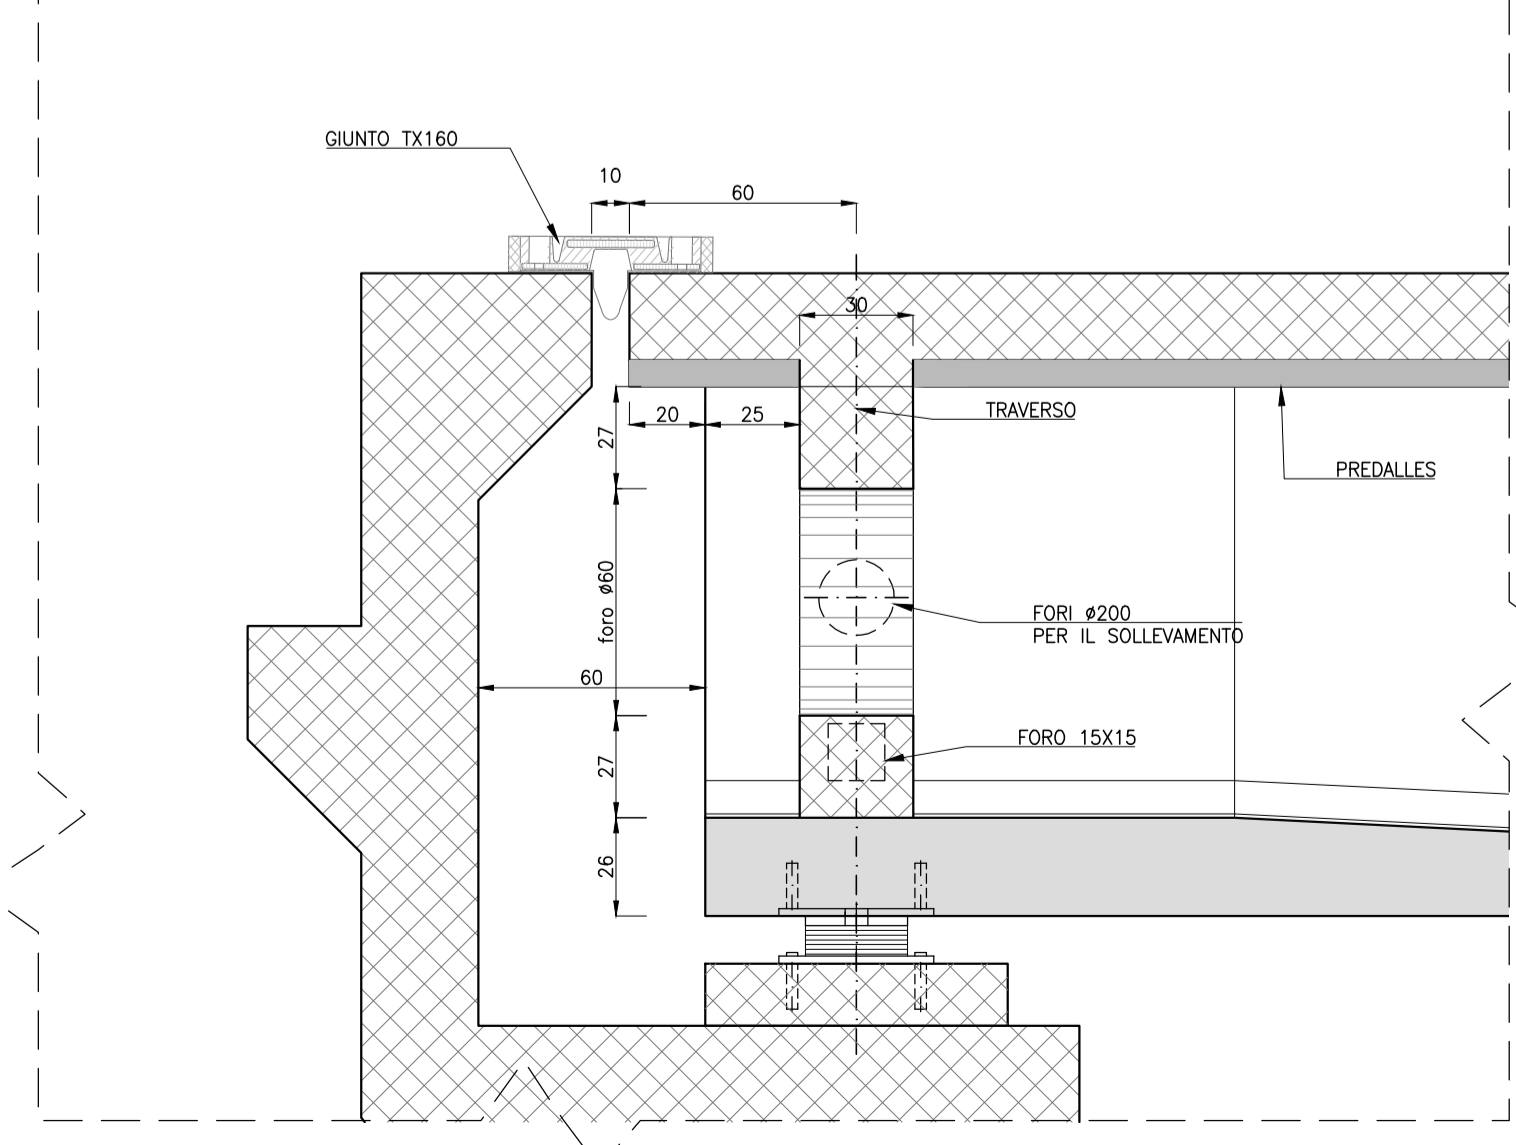 GIUNTO TX160
10
60
30
20
25
TRAVERSO
27
PREDALLES
foro ø60
FORI ø200
PER IL SOLLEVAMENTO
60
FORO 15X15
27
26